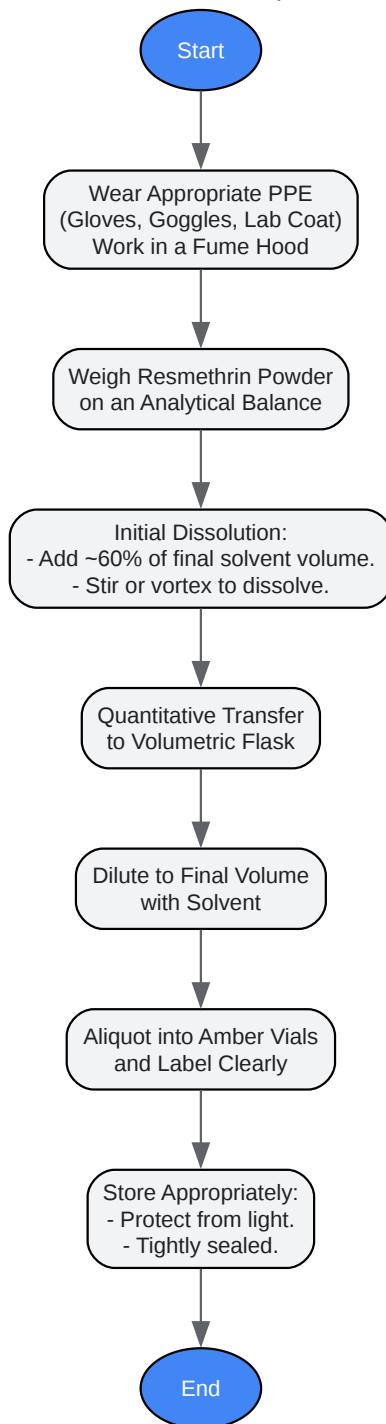 Start
Wear Appropriate PPE
(Gloves, Goggles, Lab Coat)
Work in a Fume Hood
Weigh Resmethrin Powder
on an Analytical Balance
Initial Dissolution:
- Add ~60% of final solvent volume.
- Stir or vortex to dissolve.
Quantitative Transfer
to Volumetric Flask
Dilute to Final Volume
with Solvent
Aliquot into Amber Vials
and Label Clearly
Store Appropriately:
- Protect from light.
- Tightly sealed.
End